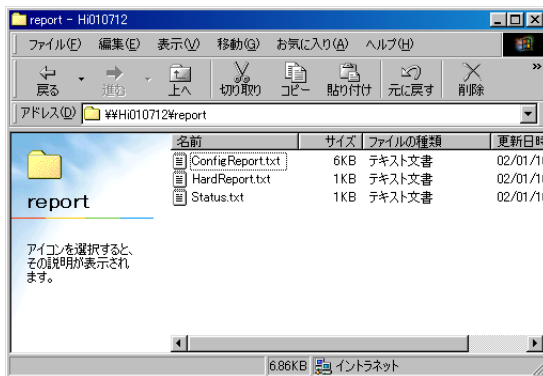 report - Hi010712
ファイル(F) 編集(E) 表示(V) 移動(G) お気に入り(A) ヘルプ(H)
戻る 進む 上へ 切り取り コピー 貼り付け 元に戻す 削除 »
アドレス(D) ¥¥Hi010712¥report
名前 サイズ ファイルの種類 更新日時
ConfigReport.txt 6KB テキスト文書 02/01/1
HardReport.txt 1KB テキスト文書 02/01/1
Status.txt 1KB テキスト文書 02/01/1
report
アイコンを選択すると、
その説明が表示され
ます。
6.86KB イントラネット